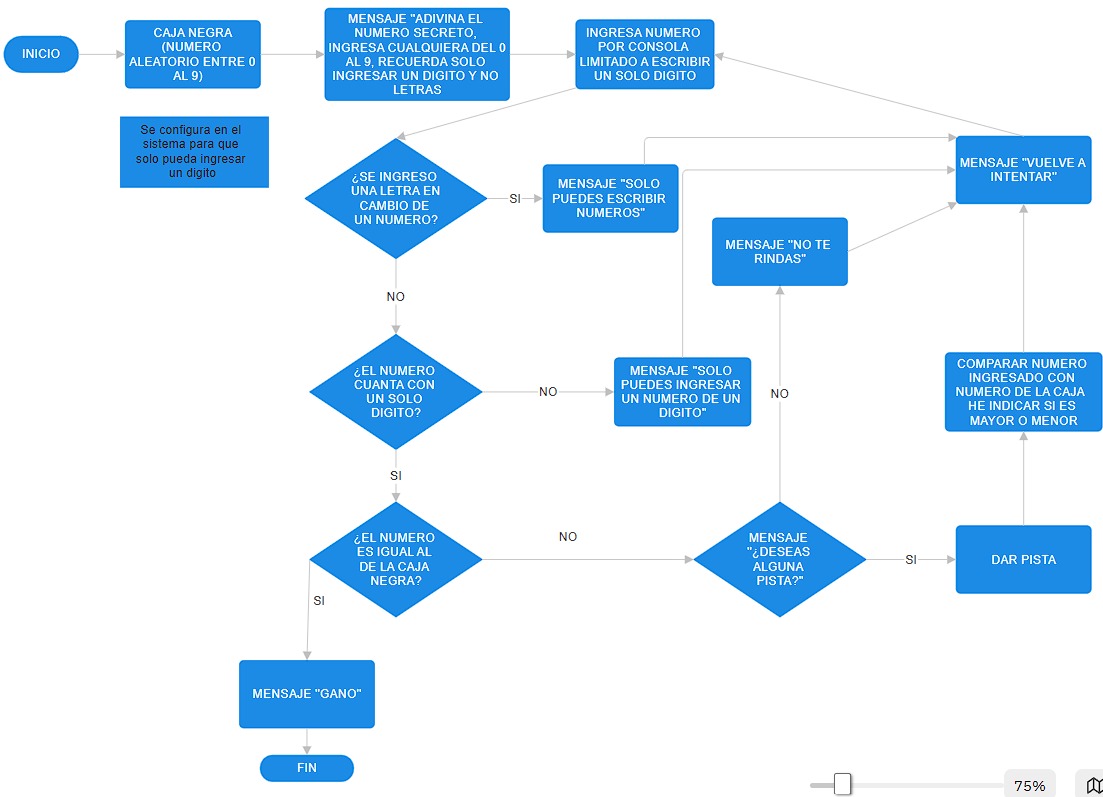 INICIO
CAJA NEGRA
(NUMERO
ALEATORIO ENTRE 0
AL 9)
MENSAJE "ADIVINA EL
NUMERO SECRETO,
INGRESA CUALQUIERA DEL 0
AL 9, RECUERDA SOLO
INGRESAR UN DIGITO Y NO
LETRAS
INGRESA NUMERO
POR CONSOLA
LIMITADO A ESCRIBIR
UN SOLO DIGITO
Se configura en el
sistema para que
solo pueda ingresar
un digito
¿SE INGRESO
UNA LETRA EN
CAMBIO DE
UN NUMERO?
SI
MENSAJE "SOLO
PUEDES ESCRIBIR
NUMEROS"
MENSAJE "VUELVE A
INTENTAR"
MENSAJE "NO TE
RINDAS"
NO
¿EL NUMERO
CUANTA CON
UN SOLO
DIGITO?
NO
MENSAJE "SOLO
PUEDES INGRESAR
UN NUMERO DE UN
DIGITO"
NO
COMPARAR NUMERO
INGRESADO CON
NUMERO DE LA CAJA
HE INDICAR SI ES
MAYOR O MENOR
SI
¿EL NUMERO
ES IGUAL AL
DE LA CAJA
NEGRA?
NO
MENSAJE
"¿DESEAS
ALGUNA
PISTA?"
SI
DAR PISTA
SI
MENSAJE "GANO"
FIN
75%